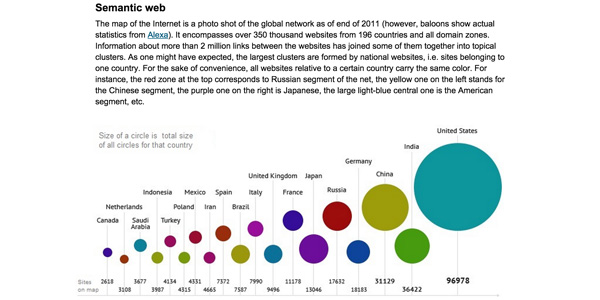 Semantic web
The map of the Internet is a photo shot of the global network as of end of 2011 (however, baloons show actual
statistics from Alexa). It encompasses over 350 thousand websites from 196 countries and all domain zones.
Information about more than 2 million links between the websites has joined some of them together into topical
clusters. As one might have expected, the largest clusters are formed by national websites, i.e. sites belonging to
one country. For the sake of convenience, all websites relative to a certain country carry the same color. For
instance, the red zone at the top corresponds to Russian segment of the net, the yellow one on the left stands for
the Chinese segment, the purple one on the right is Japanese, the large light-blue central one is the American
segment, etc.
Size of a circle is total size
of all circles for that country
United States
India
Germany
China
United Kingdom Japan
Russia
Indonesia Mexico Spain Italy France
Netherlands Poland Iran Brazil
Canada Saudi Turkey
Arabia
Sites 2618 3677 4134 4331 7372 7990 11178 17632 31129 96978
on map 3108 3987 4315 4665 7587 9496 13046 18183 36422